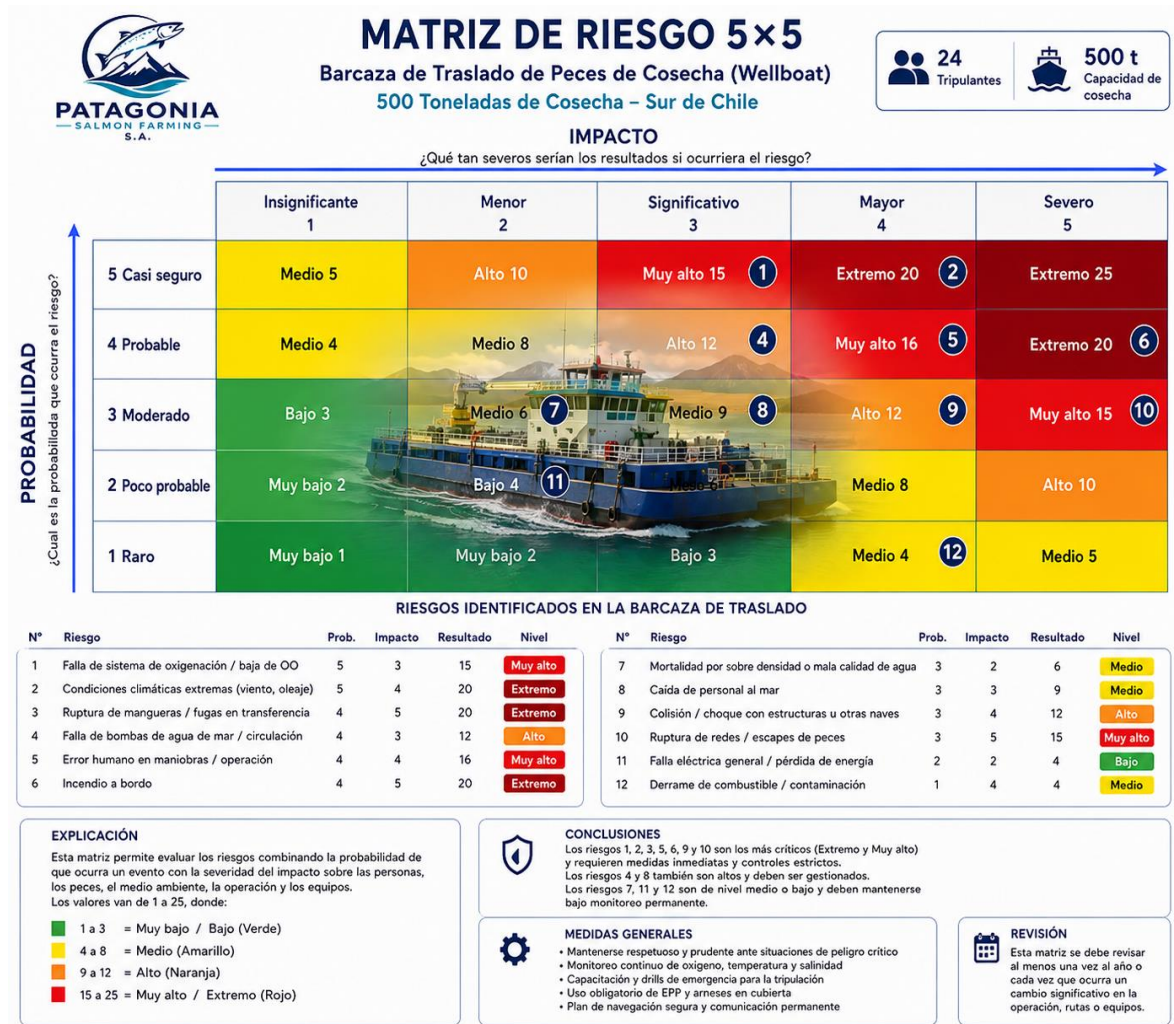 PATAGONIA
SALMON FARMING
S.A.
MATRIZ DE RIESGO 5×5
Barcaza de Traslado de Peces de Cosecha (Wellboat)
500 Toneladas de Cosecha – Sur de Chile
24
Tripulantes
500 t
Capacidad de
cosecha
IMPACTO
¿Qué tan severos serían los resultados si ocurriera el riesgo?
Insignificante Menor Significativo Mayor Severo
1 2 3 4 5
PROBABILIDAD
¿Cual es la probabillada que ocurra el riesgo?
5 Casi seguro Medio 5 Alto 10 Muy alto 15 1 Extremo 20 2 Extremo 25
4 Probable Medio 4 Medio 8 Alto 12 4 Muy alto 16 5 Extremo 20 6
3 Moderado Bajo 3 Medio 6 7 Medio 9 8 Alto 12 9 Muy alto 15 10
2 Poco probable Muy bajo 2 Bajo 4 11 Medio 8 Alto 10
1 Raro Muy bajo 1 Muy bajo 2 Bajo 3 Medio 4 12 Medio 5
RIESGOS IDENTIFICADOS EN LA BARCAZA DE TRASLADO
N° Riesgo Prob. Impacto Resultado Nivel
1 Falla de sistema de oxigenación / baja de OO 5 3 15 Muy alto
2 Condiciones climáticas extremas (viento, oleaje) 5 4 20 Extremo
3 Ruptura de mangueras / fugas en transferencia 4 5 20 Extremo
4 Falla de bombas de agua de mar / circulación 4 3 12 Alto
5 Error humano en maniobras / operación 4 4 16 Muy alto
6 Incendio a bordo 4 5 20 Extremo
N° Riesgo Prob. Impacto Resultado Nivel
7 Mortalidad por sobre densidad o mala calidad de agua 3 2 6 Medio
8 Caída de personal al mar 3 3 9 Medio
9 Colisión / choque con estructuras u otras naves 3 4 12 Alto
10 Ruptura de redes / escapes de peces 3 5 15 Muy alto
11 Falla eléctrica general / pérdida de energía 2 2 4 Bajo
12 Derrame de combustible / contaminación 1 4 4 Medio
EXPLICACIÓN
Esta matriz permite evaluar los riesgos combinando la probabilidad de
que ocurra un evento con la severidad del impacto sobre las personas,
los peces, el medio ambiente, la operación y los equipos.
Los valores van de 1 a 25, donde:
1 a 3 = Muy bajo / Bajo (Verde)
4 a 8 = Medio (Amarillo)
9 a 12 = Alto (Naranja)
15 a 25 = Muy alto / Extremo (Rojo)
CONCLUSIONES
Los riesgos 1, 2, 3, 5, 6, 9 y 10 son los más críticos (Extremo y Muy alto)
y requieren medidas inmediatas y controles estrictos.
Los riesgos 4 y 8 también son altos y deben ser gestionados.
Los riesgos 7, 11 y 12 son de nivel medio o bajo y deben mantenerse
bajo monitoreo permanente.
MEDIDAS GENERALES
• Mantenerse respetuoso y prudente ante situaciones de peligro crítico
• Monitoreo continuo de oxígeno, temperatura y salinidad
• Capacitación y drills de emergencia para la tripulación
• Uso obligatorio de EPP y arneses en cubierta
• Plan de navegación segura y comunicación permanente
REVISIÓN
Esta matriz se debe revisar
al menos una vez al año o
cada vez que ocurra un
cambio significativo en la
operación, rutas o equipos.